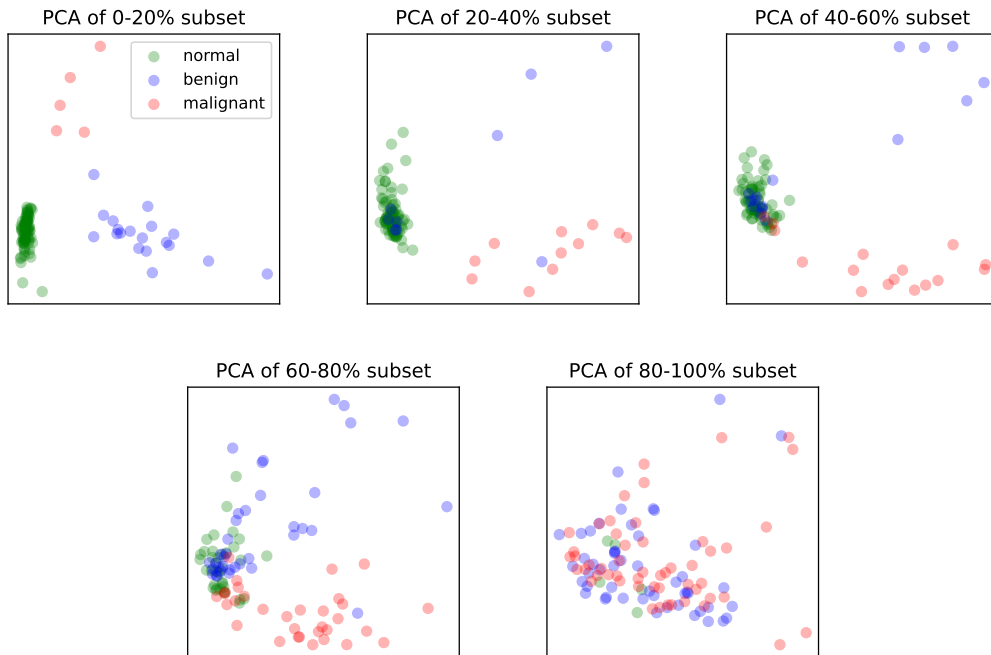 PCA of 0-20% subset
normal
benign
malignant
PCA of 20-40% subset
PCA of 40-60% subset
PCA of 60-80% subset
PCA of 80-100% subset